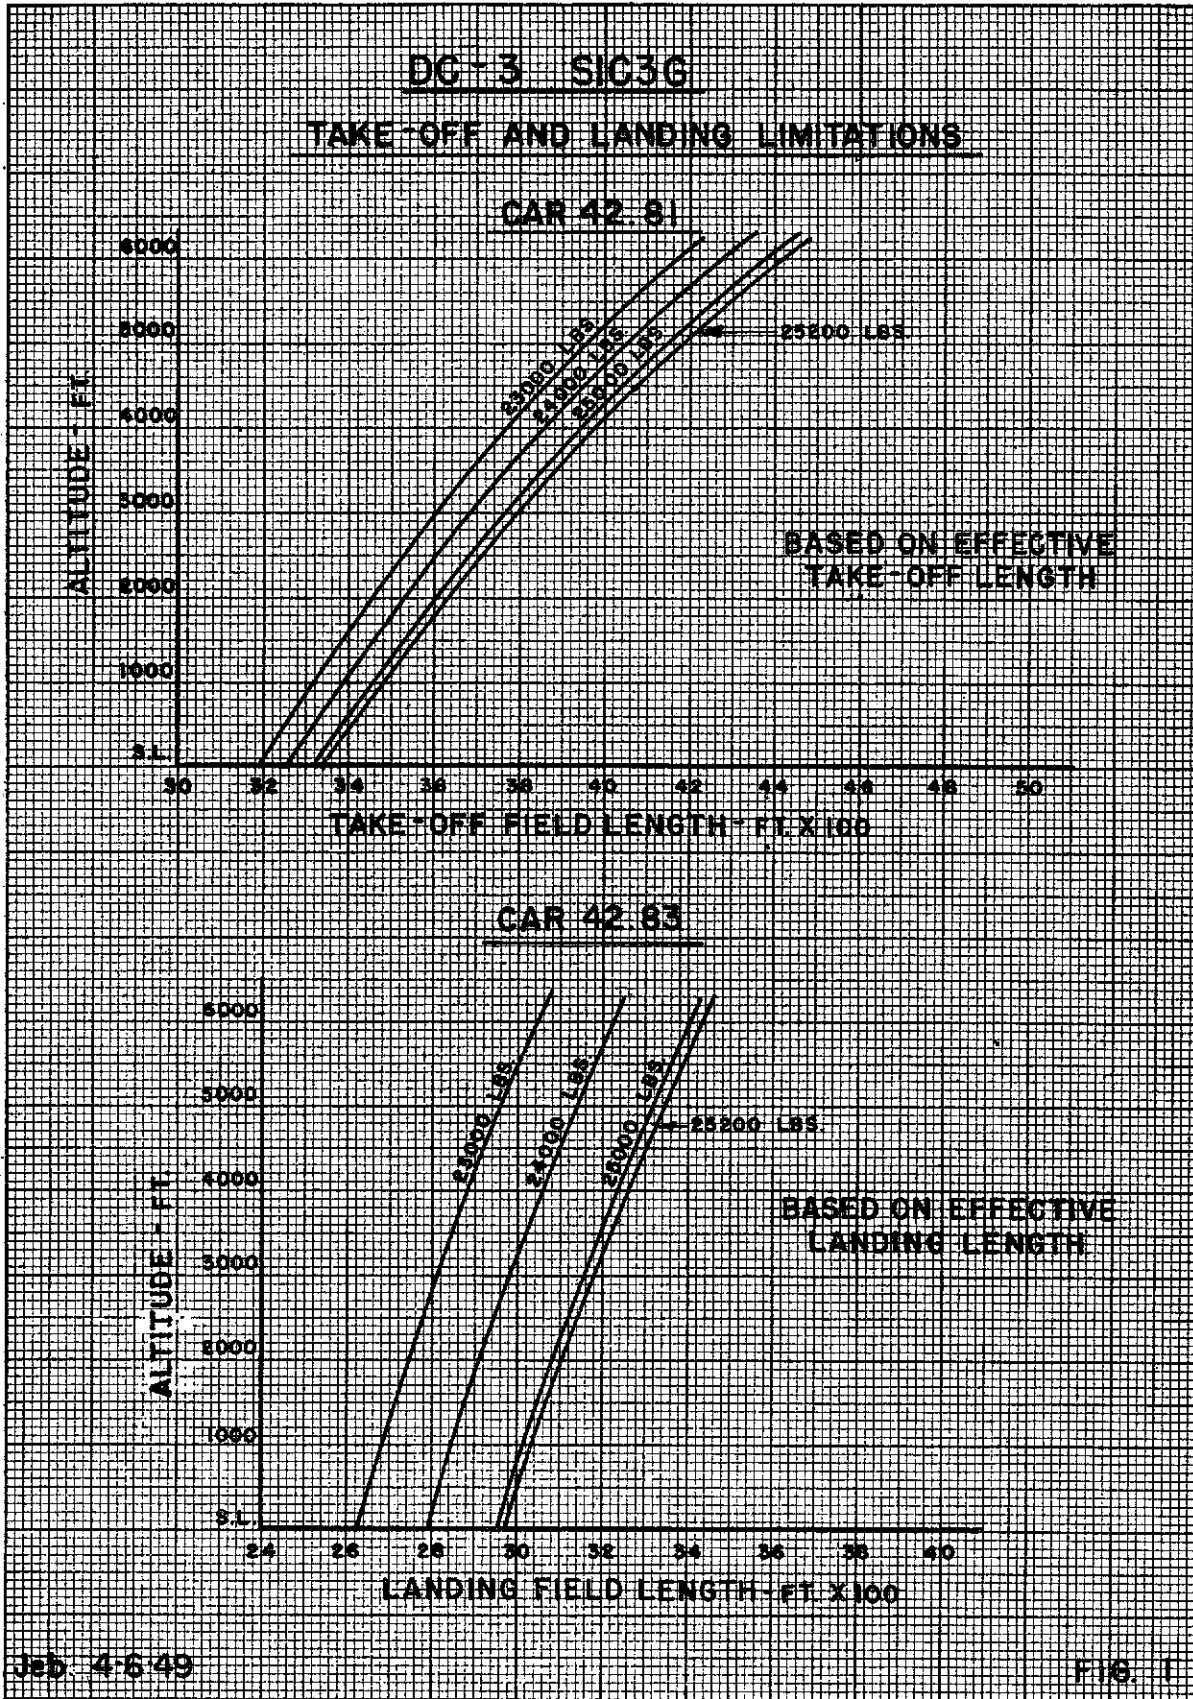 DC-3 SIC3G
TAKE-OFF AND LANDING LIMITATIONS
CAR 42.81
6000
5000
4000
3000
2000
1000
S.L.
ALTITUDE - FT.
23000 LBS.
24000 LBS.
25000 LBS
25200 LBS.
BASED ON EFFECTIVE
TAKE-OFF LENGTH
30 32 34 36 38 40 42 44 46 48 50
TAKE-OFF FIELD LENGTH - FT. X 100
CAR 42.83
6000
5000
4000
3000
2000
1000
S.L.
ALTITUDE - FT.
23000 LBS.
24000 LBS.
25000 LBS.
25200 LBS.
BASED ON EFFECTIVE
LANDING LENGTH
24 26 28 30 32 34 36 38 40
LANDING FIELD LENGTH - FT. X 100
Jeb. 4-6-49
FIG. 1